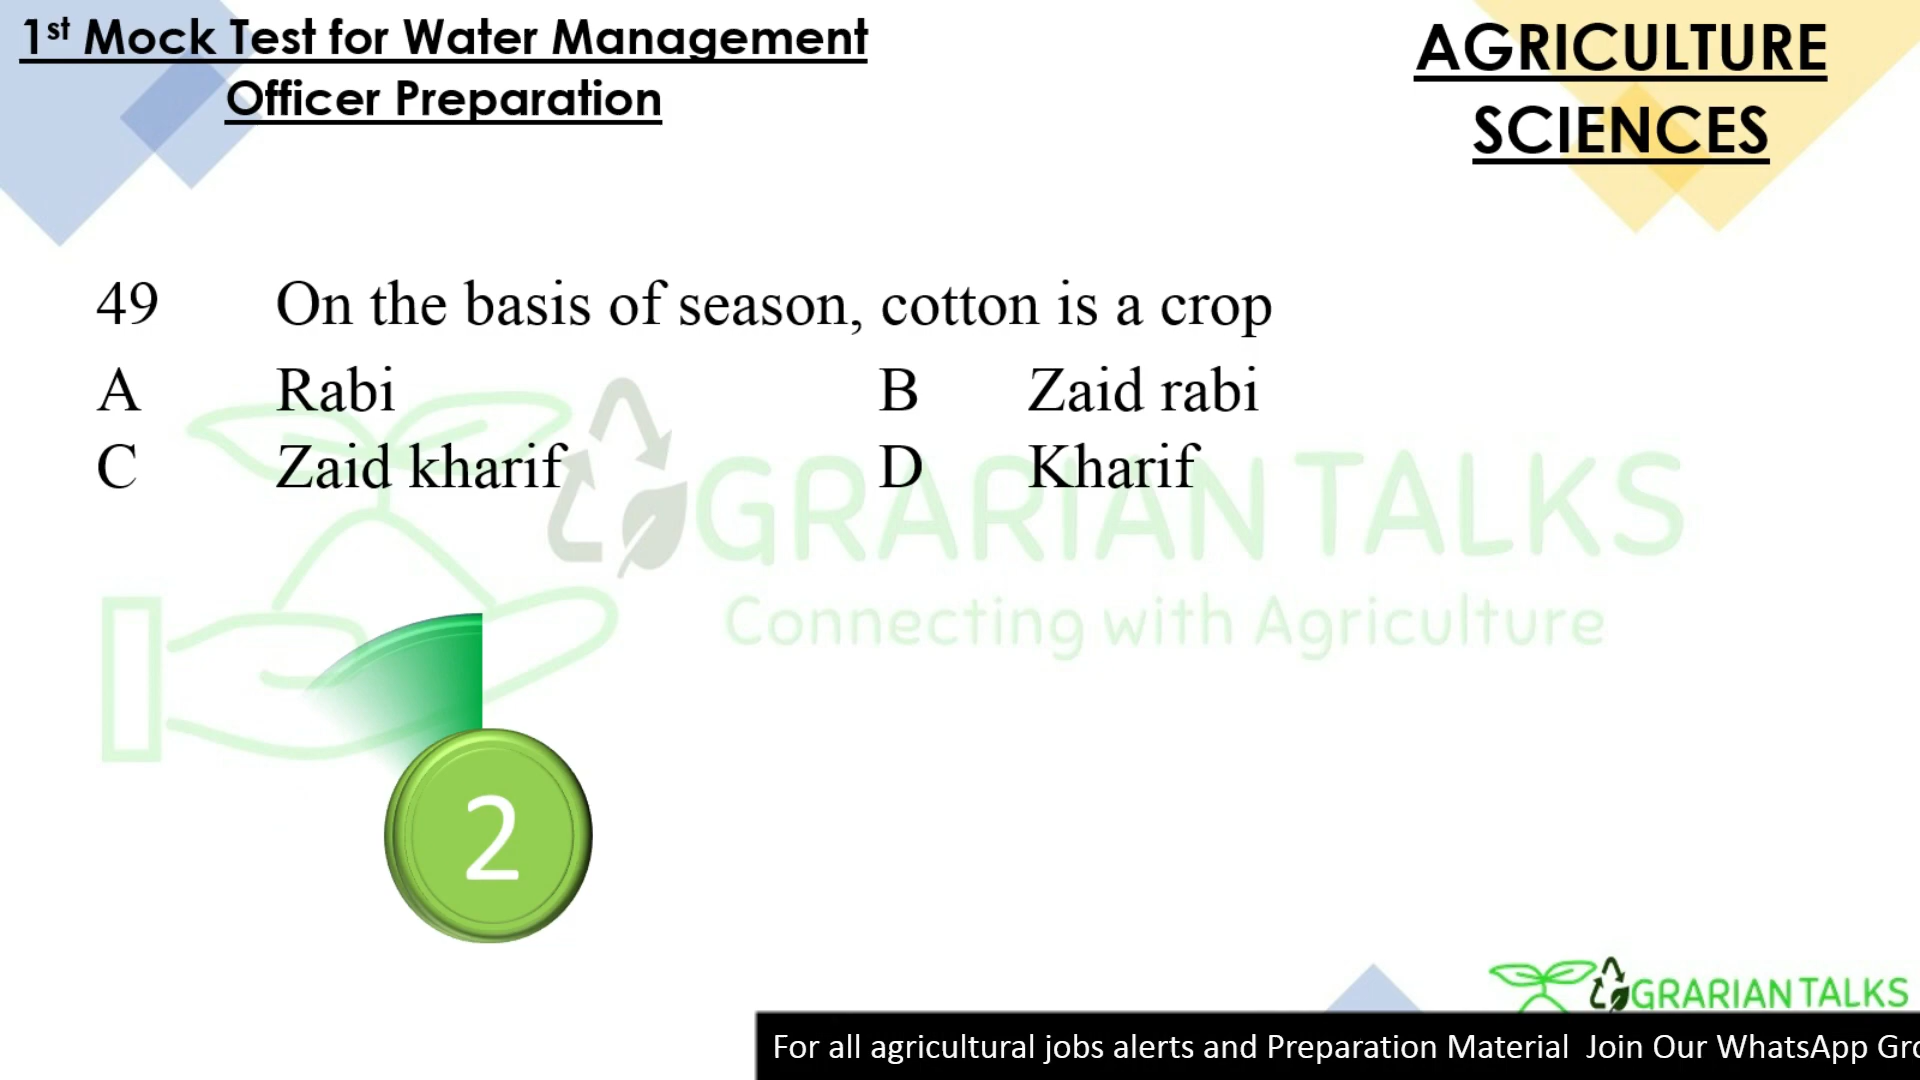 1st Mock Test for Water Management
Officer Preparation
AGRICULTURE
SCIENCES
49 On the basis of season, cotton is a crop
A Rabi B Zaid rabi
C Zaid kharif D Kharif
GRARIAN TALKS
Connecting with Agriculture
2
GRARIAN TALKS
For all agricultural jobs alerts and Preparation Material Join Our WhatsApp